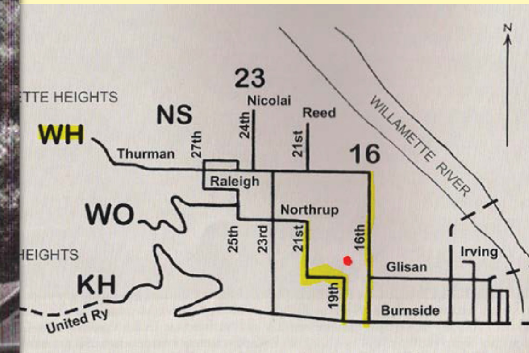 N
23
ETTE HEIGHTS
NS
Nicolai
Reed
WH
24th
21st
16
WILLAMETTE RIVER
27th
Thurman
Raleigh
WO
Northrup
25th
23rd
21st
16th
Irving
HEIGHTS
Glisan
KH
19th
Burnside
United Ry